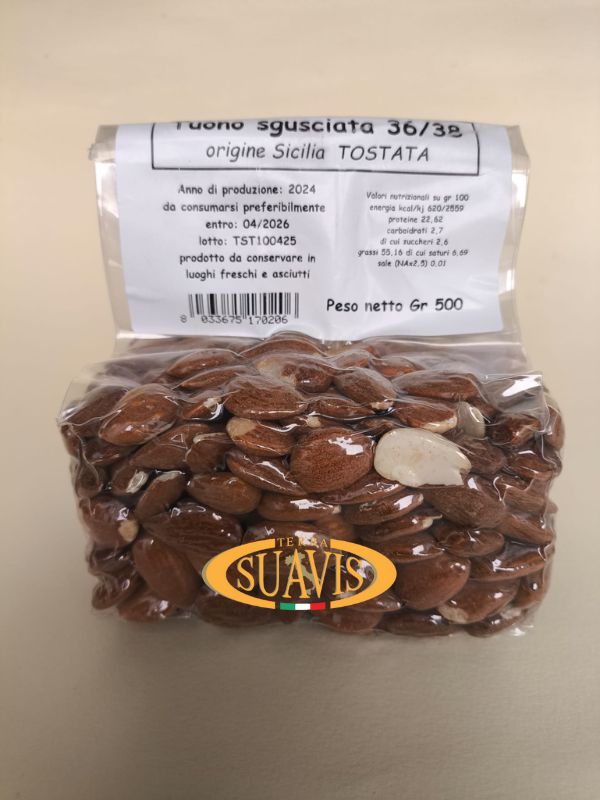 Tuono sgusciata 36/38
origine Sicilia TOSTATA
Anno di produzione: 2024
da consumarsi preferibilmente
entro: 04/2026
lotto: TST100425
prodotto da conservare in
luoghi freschi e asciutti
8 033675 170206
Valori nutrizionali su gr 100
energia kcal/kj 620/2559
proteine 22,62
carboidrati 2,7
di cui zuccheri 2,6
grassi 55,16 di cui saturi 6,69
sale (NAx2,5) 0,01
Peso netto Gr 500
TERRA
SUAVIS